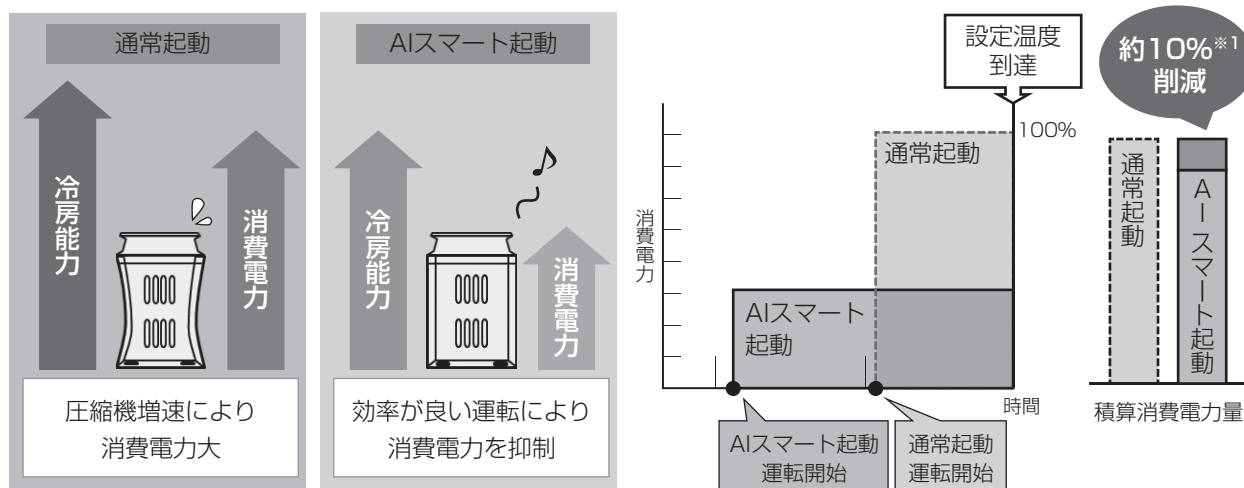 通常起動
冷房能力
消費電力
圧縮機増速により
消費電力大
AIスマート起動
冷房能力
消費電力
効率が良い運転により
消費電力を抑制
設定温度
到達
100%
消費電力
通常起動
AIスマート
起動
時間
AIスマート起動
運転開始
通常起動
運転開始
約10%※1
削減
通常起動
AIスマート起動
積算消費電力量